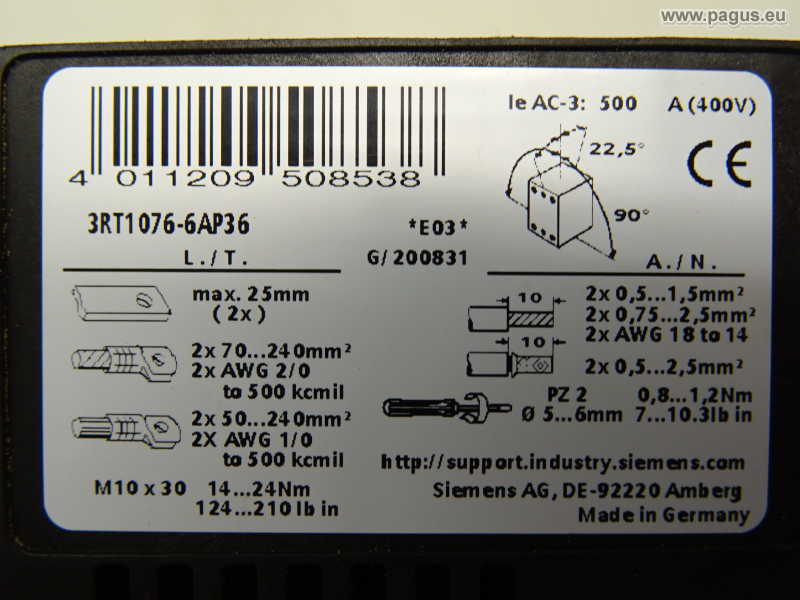 www.pagus.eu
Ie AC-3: 500 A (400V)
22,5°
CE
90°
4 011209 508538
3RT1076-6AP36 *E03*
L./T. G/200831 A./N.
max. 25mm
(2x)
10
2x 0,5...1,5mm²
2x 0,75...2,5mm²
2x AWG 18 to 14
2x 70...240mm²
2x AWG 2/0
to 500 kcmil
10
2x 0,5...2,5mm²
2x 50...240mm²
2X AWG 1/0
to 500 kcmil
PZ 2 0,8...1,2Nm
Ø 5...6mm 7...10.3lb in
M10 x 30 14...24Nm
124...210 lb in
http://support.industry.siemens.com
Siemens AG, DE-92220 Amberg
Made in Germany